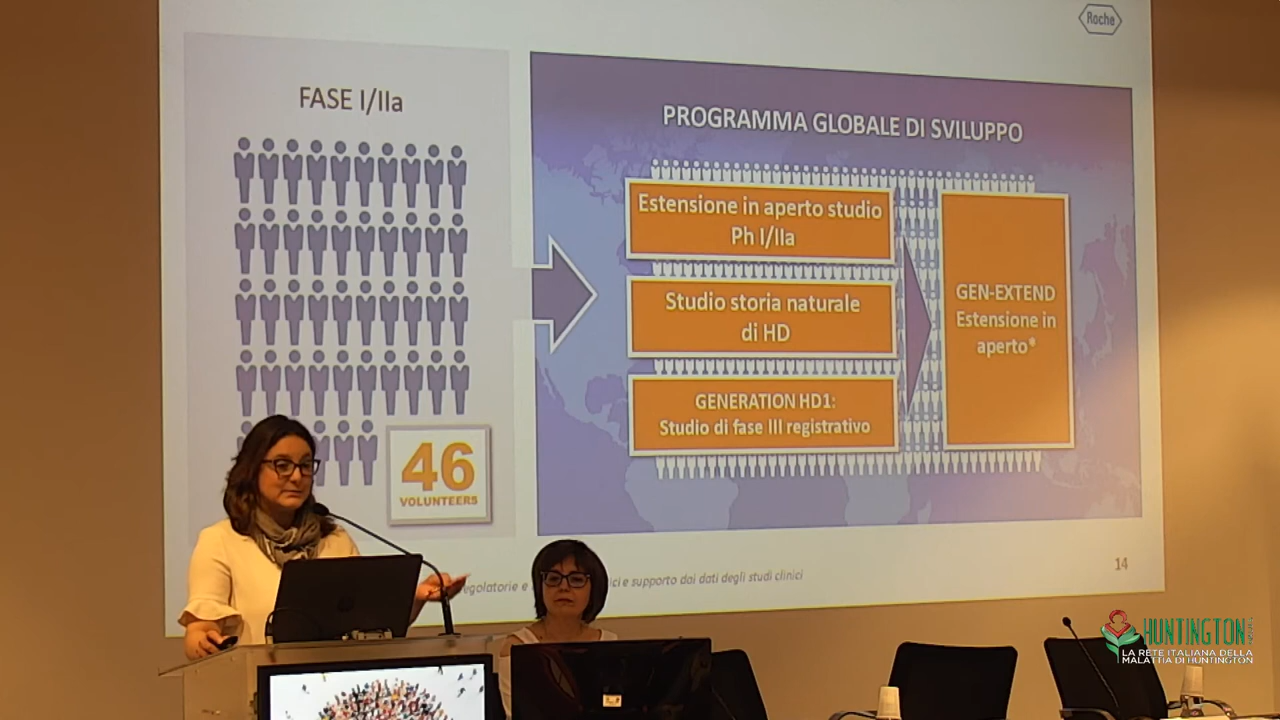 Roche
FASE I/IIa
46
VOLUNTEERS
PROGRAMMA GLOBALE DI SVILUPPO
Estensione in aperto studio
Ph I/IIa
Studio storia naturale
di HD
GENERATION HD1:
Studio di fase III registrativo
GEN-EXTEND
Estensione in
aperto*
egolatorie e ici e supporto dai dati degli studi clinici
14
HUNTINGTON
LA RETE ITALIANA DELLA
MALATTIA DI HUNTINGTON